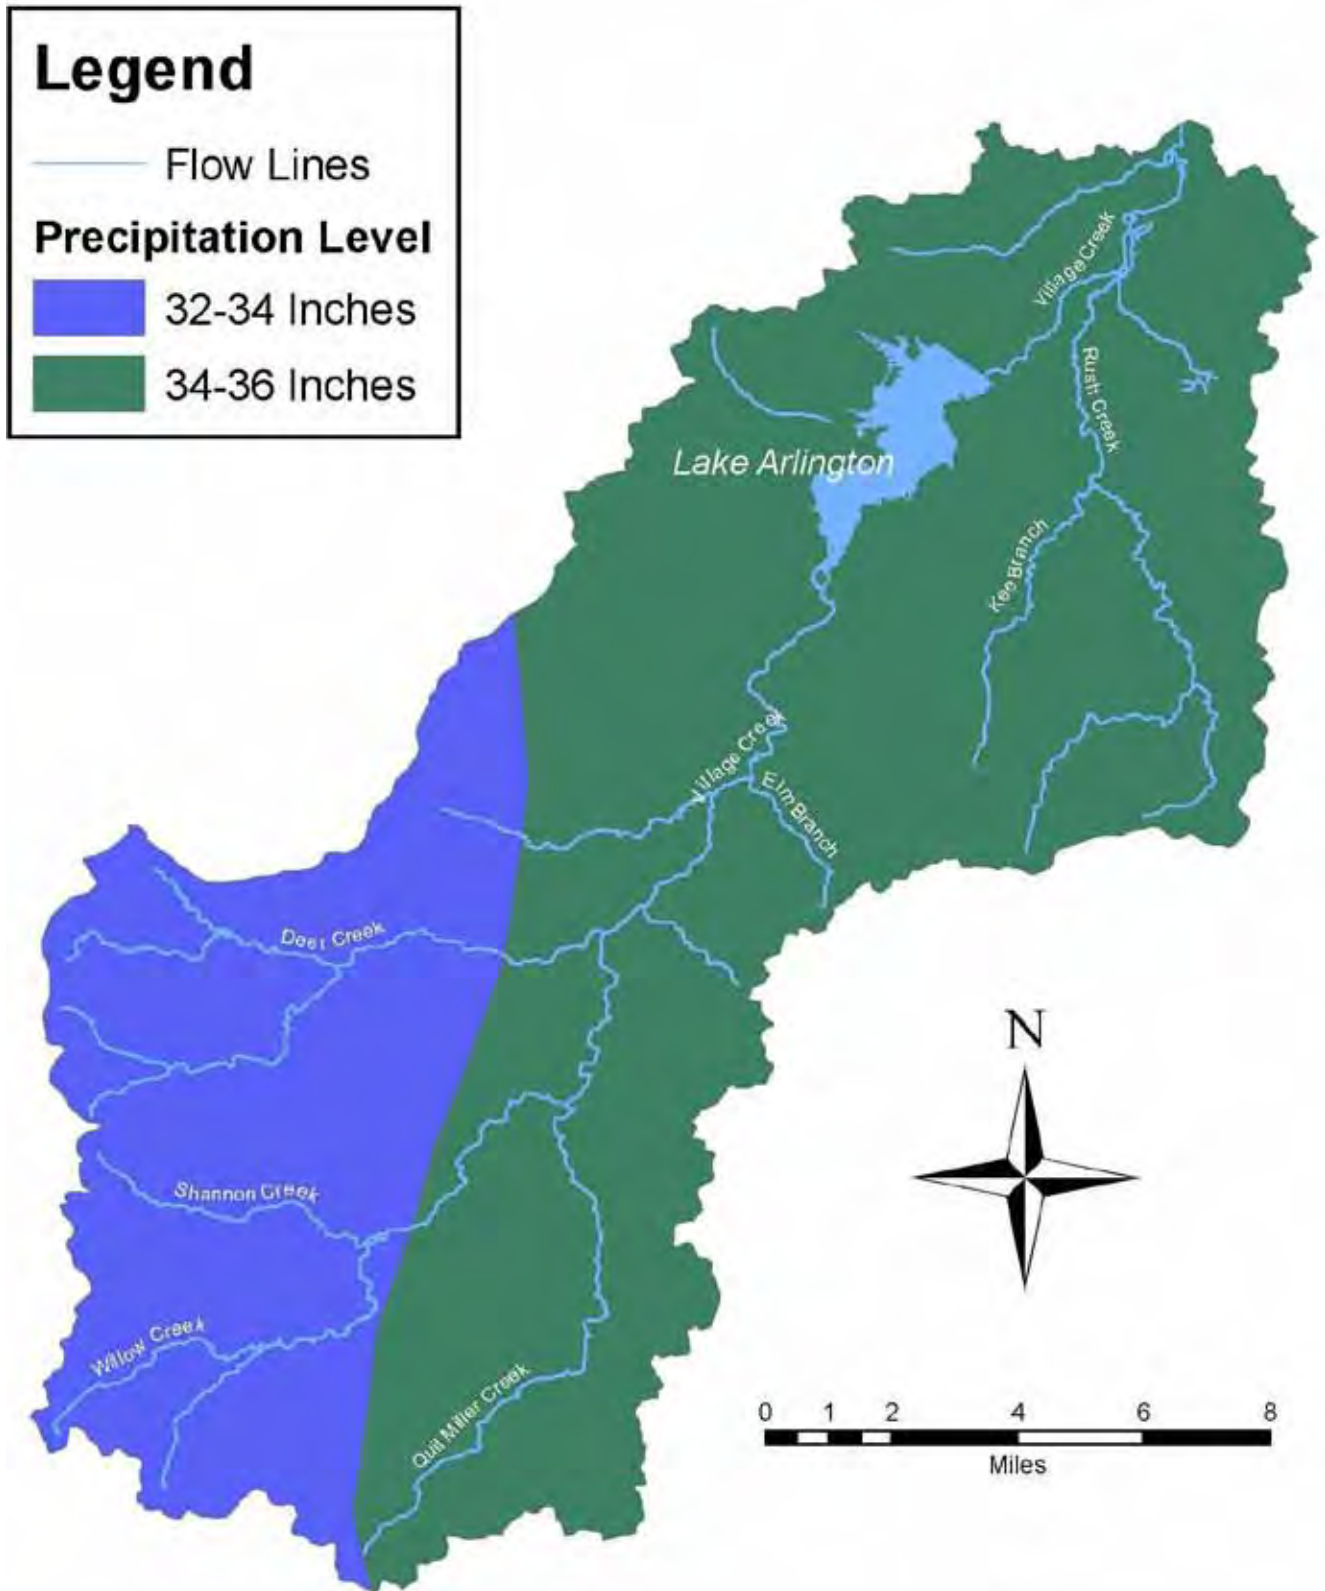 Legend
Flow Lines
Precipitation Level
32-34 Inches
34-36 Inches
Village Creek
Rush Creek
Lake Arlington
Kee Branch
Village Creek
Elm Branch
Deer Creek
Shannon Creek
Willow Creek
Quil Miller Creek
N
0 1 2 4 6 8
Miles